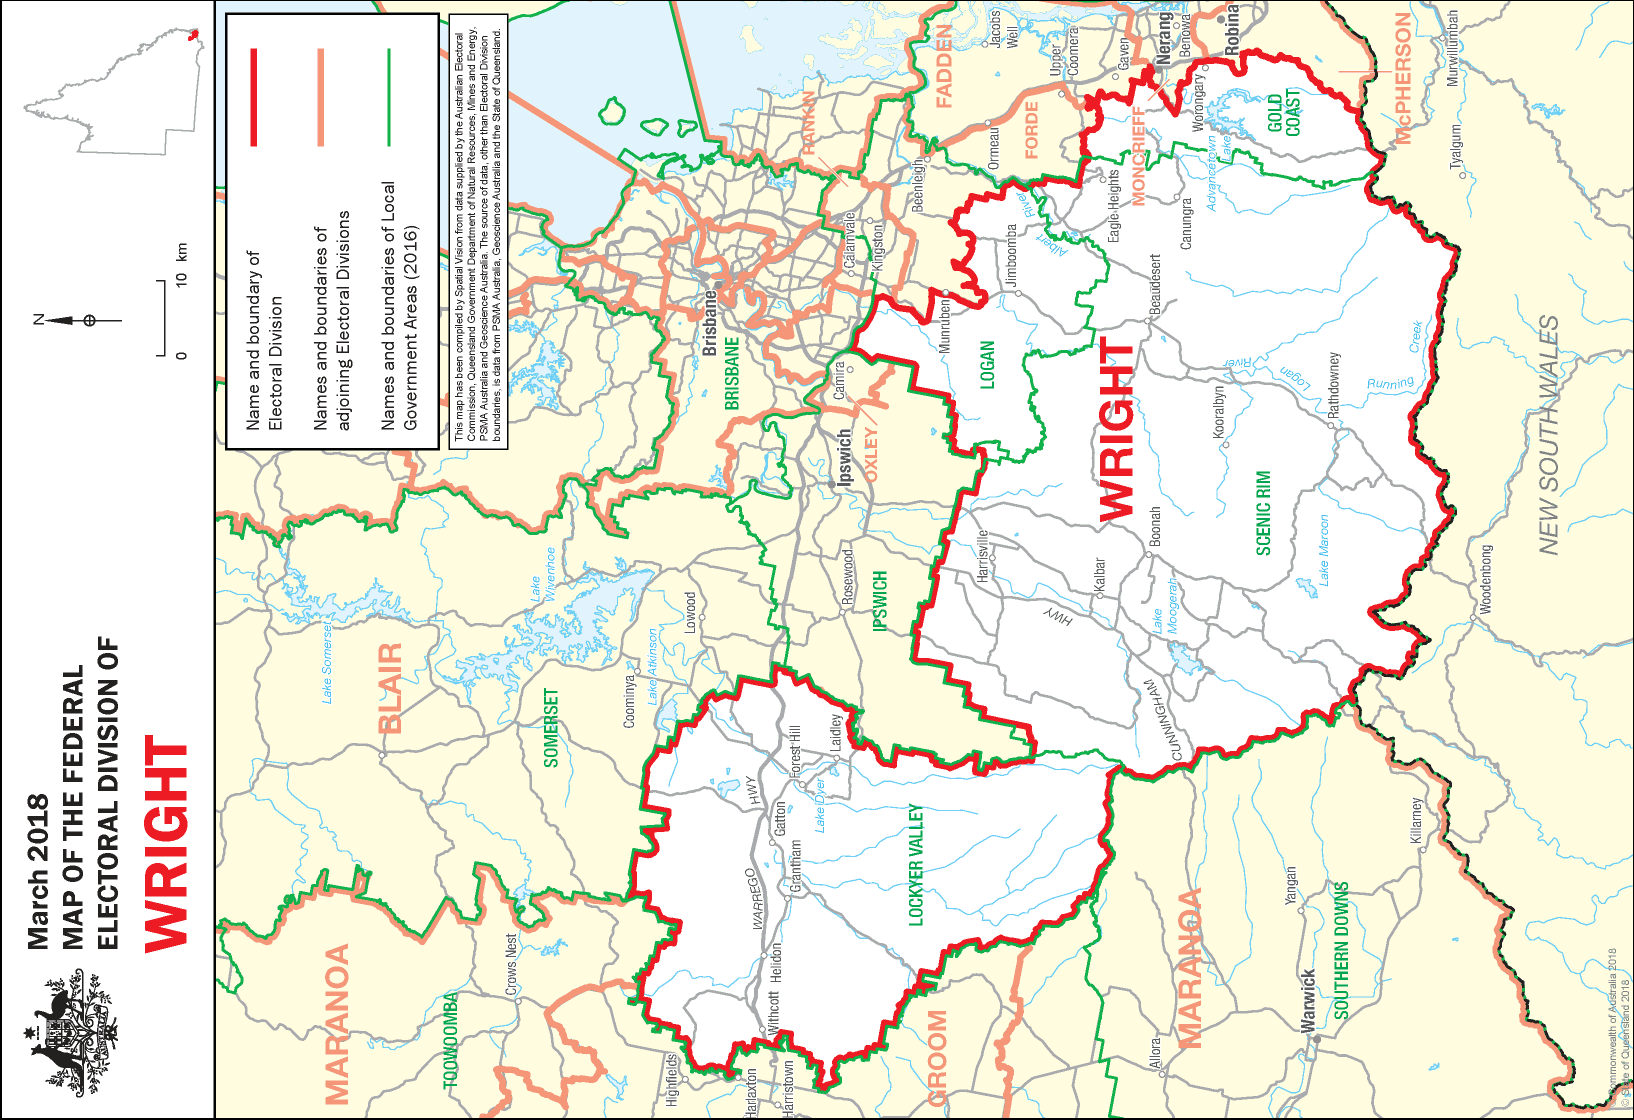 March 2018
MAP OF THE FEDERAL
ELECTORAL DIVISION OF
WRIGHT
N
0
10 km
Name and boundary of
Electoral Division
Names and boundaries of
adjoining Electoral Divisions
Names and boundaries of Local
Government Areas (2016)
This map has been compiled by Spatial Vision from data supplied by the Australian Electoral
Commission, Queensland Government Department of Natural Resources, Mines and Energy,
PSMA Australia and Geoscience Australia. The source of data, other than Electoral Division
boundaries, is data from PSMA Australia, Geoscience Australia and the State of Queensland.
MARANOA
TOOWOOMBA
Crows Nest
BLAIR
SOMERSET
Lake Somerset
Lake
Wivenhoe
Coominya
Lake Atkinson
Lowood
Highfields
Harlaxton
Harristown
Withcott
Helidon
WARREGO
HWY
Grantham
Gatton
Forest Hill
Laidley
Lake Dyer
LOCKYER VALLEY
GROOM
Rosewood
IPSWICH
Ipswich
OXLEY
Camira
Brisbane
BRISBANE
Calamvale
Kingston
RANKIN
Beenleigh
FADDEN
Jacobs
Well
Upper
Coomera
Ormeau
FORDE
Gaven
Nerang
Benowa
Robina
Worongary
GOLD
COAST
MONCRIEFF
McPHERSON
Advancetown
Lake
Eagle Heights
Canungra
Albert
River
Jimboomba
Munruben
LOGAN
Beaudesert
WRIGHT
Harrisville
Kalbar
HWY
CUNNINGHAM
Boonah
Lake
Moogerah
Lake Maroon
SCENIC RIM
Kooralbyn
Logan
River
Rathdowney
Running
Creek
Murwillumbah
Tyalgum
NEW SOUTH WALES
Woodenbong
Killarney
Yangan
SOUTHERN DOWNS
Warwick
MARANOA
Allora
© Commonwealth of Australia 2018
© State of Queensland 2018